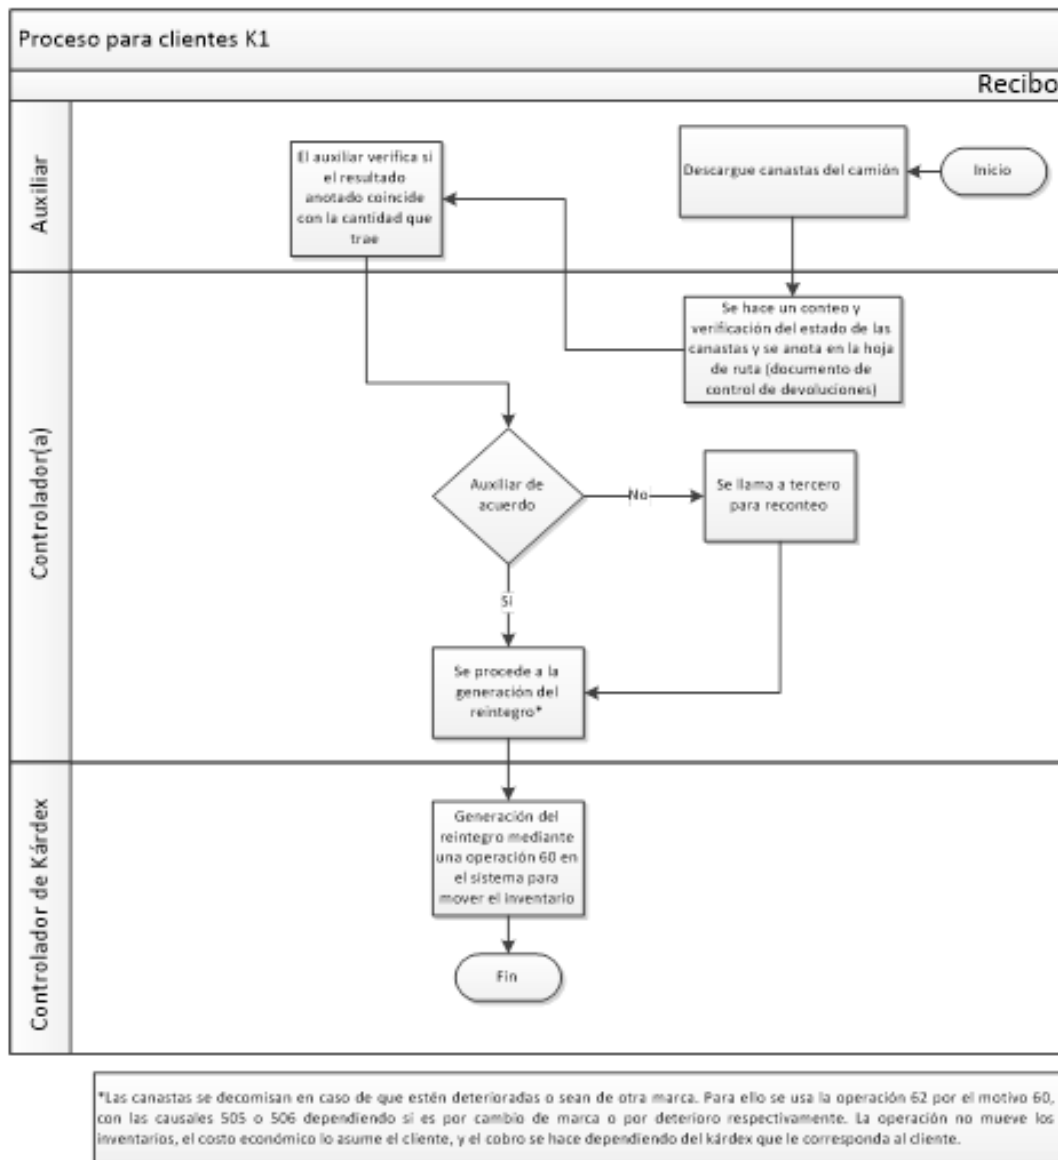 Proceso para clientes K1
Recibo
Auxiliar
Inicio
Descargue canastas del camión
El auxiliar verifica si
el resultado
anotado coincide
con la cantidad que
trae
Controlador(a)
Se hace un conteo y
verificación del estado de las
canastas y se anota en la hoja
de ruta (documento de
control de devoluciones)
Auxiliar de
acuerdo
No
Se llama a tercero
para reconteo
Si
Se procede a la
generación del
reintegro*
Controlador de Kárdex
Generación del
reintegro mediante
una operación 60 en
el sistema para
mover el inventario
Fin
*Las canastas se decomisan en caso de que estén deterioradas o sean de otra marca. Para ello se usa la operación 62 por el motivo 60,
con las causales 505 o 506 dependiendo si es por cambio de marca o por deterioro respectivamente. La operación no mueve los
inventarios, el costo económico lo asume el cliente, y el cobro se hace dependiendo del kárdex que le corresponda al cliente.